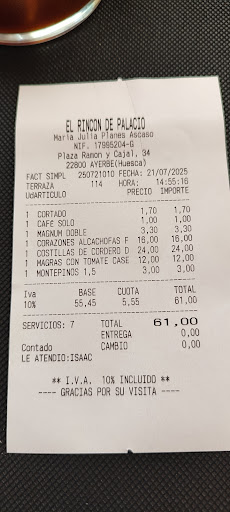 EL RINCON DE PALACIO
Maria Julia Planes Ascaso
NIF. 17995204-G
Plaza Ramon y Cajal, 34
22800 AYERBE(Huesca)
FACT SIMPL 250721010 FECHA: 21/07/2025
TERRAZA 114 HORA: 14:55:16
UdARTICULO PRECIO IMPORTE
1 CORTADO 1,70 1,70
1 CAFE SOLO 1,00 1,00
1 MAGNUM DOBLE 3,30 3,30
1 CORAZONES ALCACHOFAS F 16,00 16,00
1 COSTILLAS DE CORDERO D 24,00 24,00
1 MAGRAS CON TOMATE CASE 12,00 12,00
1 MONTEPINOS 1,5 3,00 3,00
Iva BASE CUOTA TOTAL
10% 55,45 5,55 61,00
SERVICIOS: 7 TOTAL 61,00
ENTREGA 0,00
Contado CAMBIO 0,00
LE ATENDIO:ISAAC
** I.V.A. 10% INCLUIDO **
---- GRACIAS POR SU VISITA ----